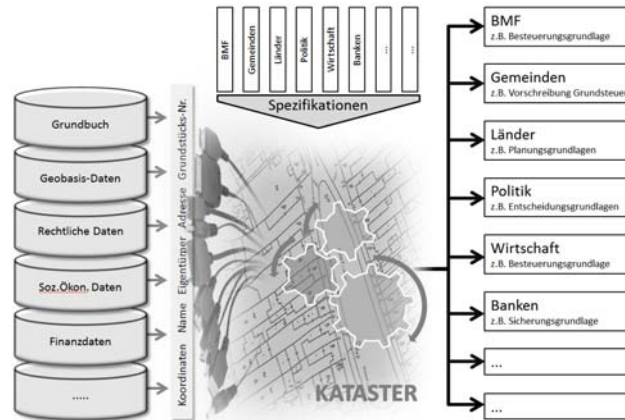 BMF
Gemeinden
Länder
Politik
Wirtschaft
Banken
...
...
Spezifikationen
Grundbuch
Geobasis-Daten
Rechtliche Daten
Soz.Ökon. Daten
Finanzdaten
.....
Koordinaten Name Eigentümer Adresse Grundstücks-Nr.
KATASTER
BMF
z.B. Besteuerungsgrundlage
Gemeinden
z.B. Vorschreibung Grundsteuer
Länder
z.B. Planungsgrundlagen
Politik
z.B. Entscheidungsgrundlagen
Wirtschaft
z.B. Besteuerungsgrundlage
Banken
z.B. Sicherungsgrundlage
...
...